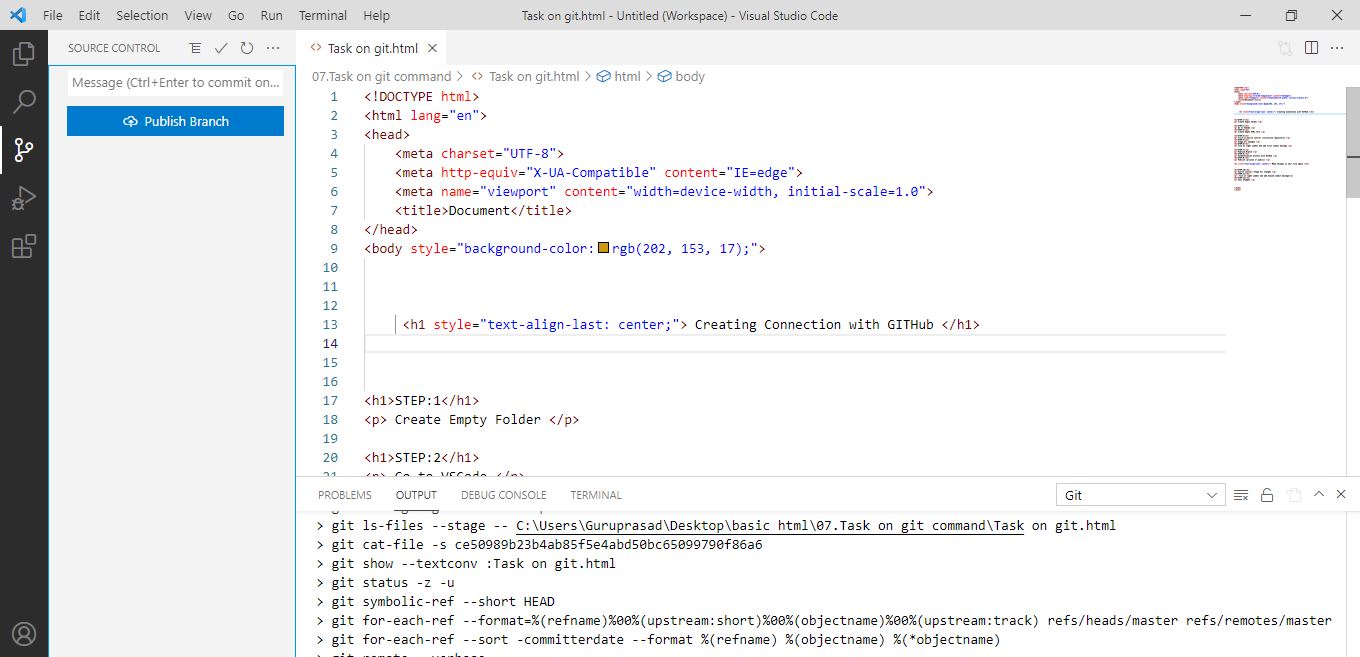 File Edit Selection View Go Run Terminal Help
Task on git.html - Untitled (Workspace) - Visual Studio Code
SOURCE CONTROL
Message (Ctrl+Enter to commit on...
Publish Branch
Task on git.html
07.Task on git command > Task on git.html > html > body
1 <!DOCTYPE html>
2 <html lang="en">
3 <head>
4 <meta charset="UTF-8">
5 <meta http-equiv="X-UA-Compatible" content="IE=edge">
6 <meta name="viewport" content="width=device-width, initial-scale=1.0">
7 <title>Document</title>
8 </head>
9 <body style="background-color: rgb(202, 153, 17);">
10
11
12
13 <h1 style="text-align-last: center;"> Creating Connection with GITHub </h1>
14
15
16
17 <h1>STEP:1</h1>
18 <p> Create Empty Folder </p>
19
20 <h1>STEP:2</h1>
21 <p> Go to VSCode </p>
PROBLEMS OUTPUT DEBUG CONSOLE TERMINAL
Git
> git ls-files --stage -- C:\Users\Guruprasad\Desktop\basic html\07.Task on git command\Task on git.html
> git cat-file -s ce50989b23b4ab85f5e4abd50bc65099790f86a6
> git show --textconv :Task on git.html
> git status -z -u
> git symbolic-ref --short HEAD
> git for-each-ref --format=%(refname)%00%(upstream:short)%00%(objectname)%00%(upstream:track) refs/heads/master refs/remotes/master
> git for-each-ref --sort -committerdate --format %(refname) %(objectname) %(*objectname)
> git remote --verbose